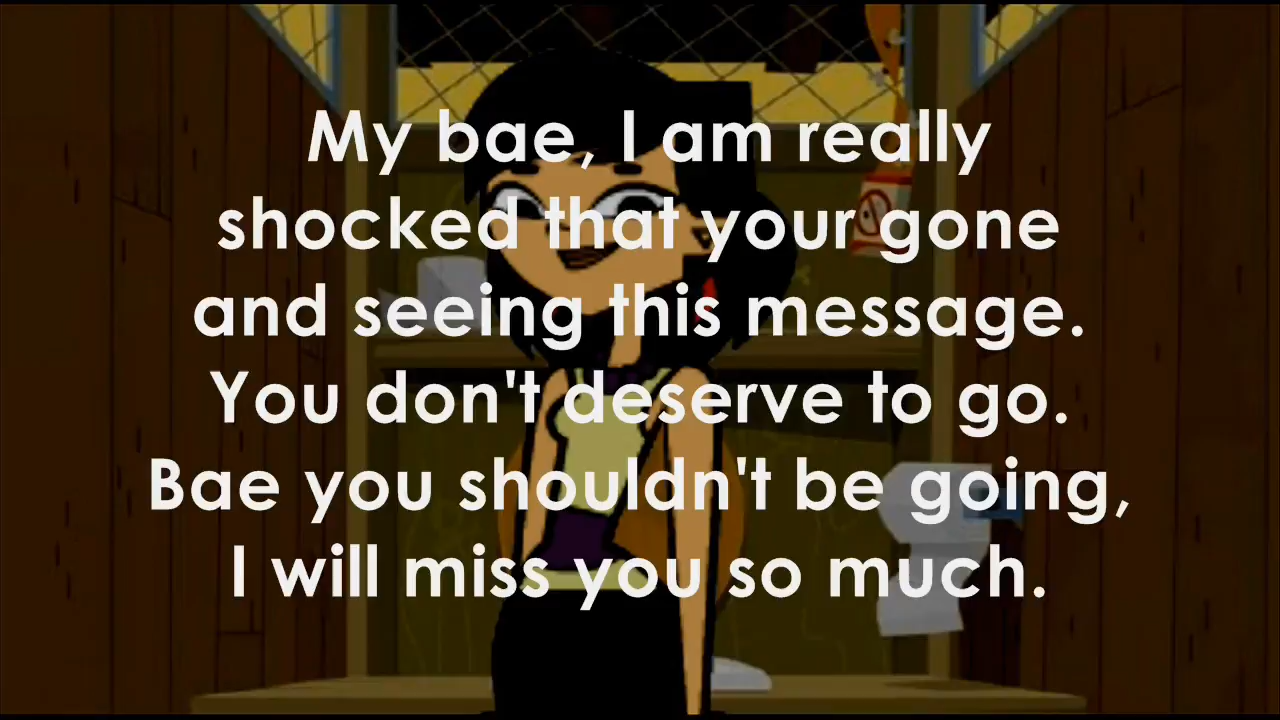 My bae, I am really
shocked that your gone
and seeing this message.
You don't deserve to go.
Bae you shouldn't be going,
I will miss you so much.